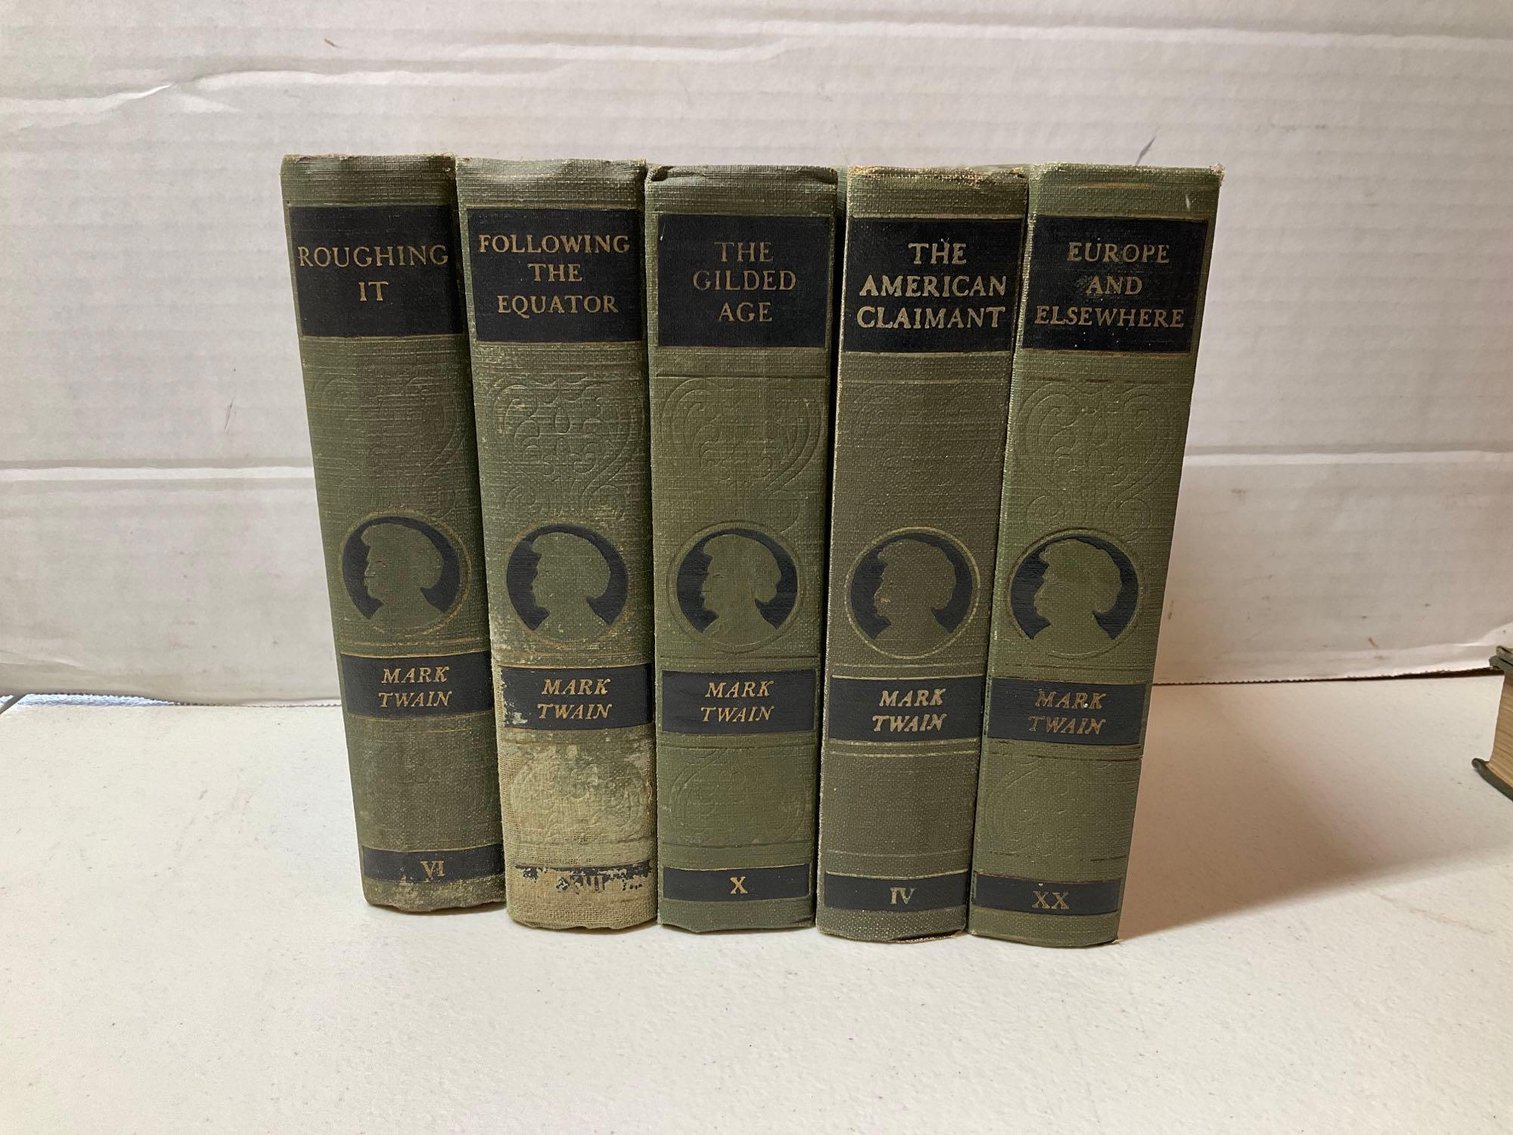 ROUGHING
IT
MARK
TWAIN
VI
FOLLOWING
THE
EQUATOR
MARK
TWAIN
THE
GILDED
AGE
MARK
TWAIN
X
THE
AMERICAN
CLAIMANT
MARK
TWAIN
IV
EUROPE
AND
ELSEWHERE
MARK
TWAIN
XX